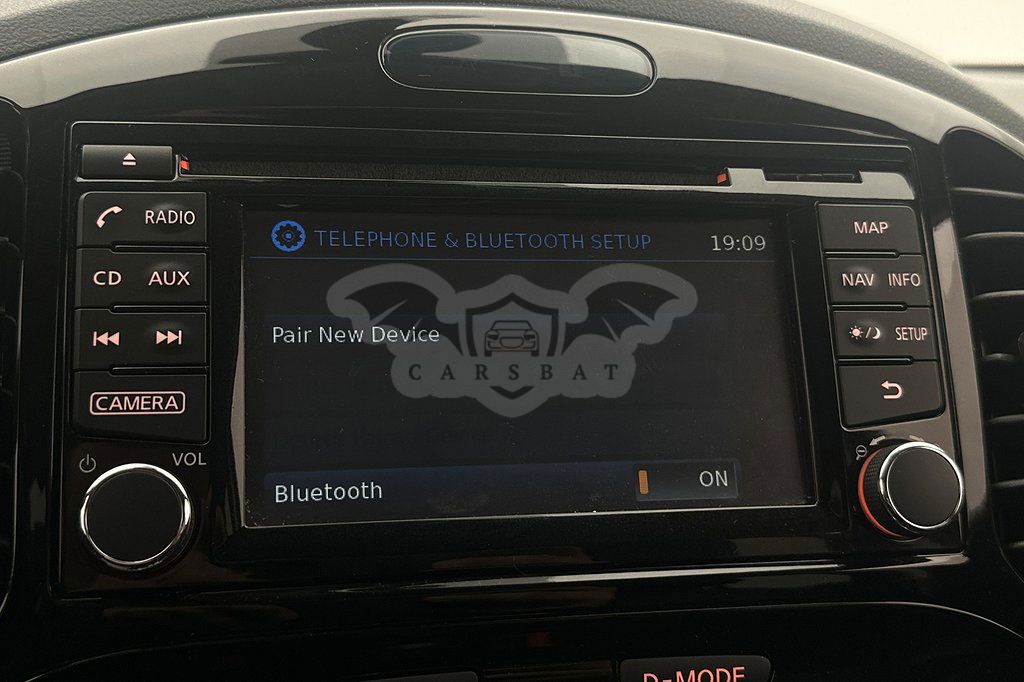 RADIO
CD AUX
CAMERA
VOL
TELEPHONE & BLUETOOTH SETUP 19:09
Pair New Device
CARSBAT
Bluetooth ON
MAP
NAV INFO
SETUP
D-MODE